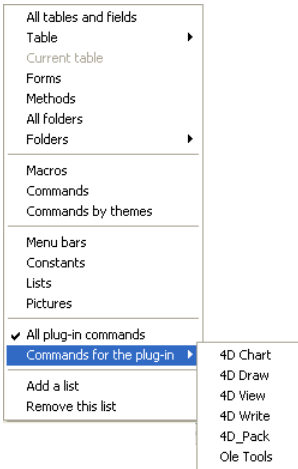 All tables and fields
Table
Current table
Forms
Methods
All folders
Folders
Macros
Commands
Commands by themes
Menu bars
Constants
Lists
Pictures
All plug-in commands
Commands for the plug-in
Add a list
Remove this list
4D Chart
4D Draw
4D View
4D Write
4D_Pack
Ole Tools